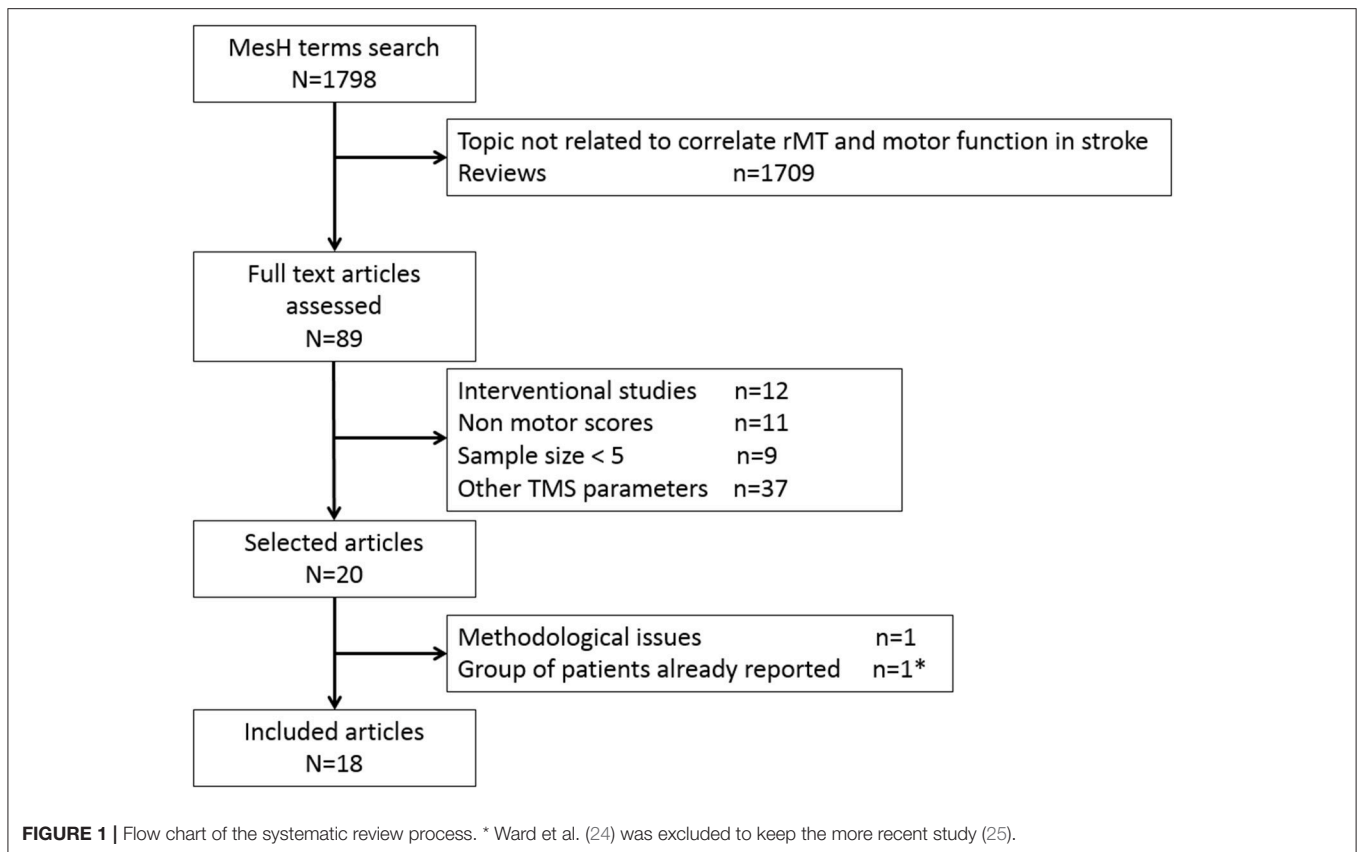 MesH terms search
N=1798
Topic not related to correlate rMT and motor function in stroke
Reviews n=1709
Full text articles
assessed
N=89
Interventional studies n=12
Non motor scores n=11
Sample size < 5 n=9
Other TMS parameters n=37
Selected articles
N=20
Methodological issues n=1
Group of patients already reported n=1*
Included articles
N=18
FIGURE 1 | Flow chart of the systematic review process. * Ward et al. (24) was excluded to keep the more recent study (25).